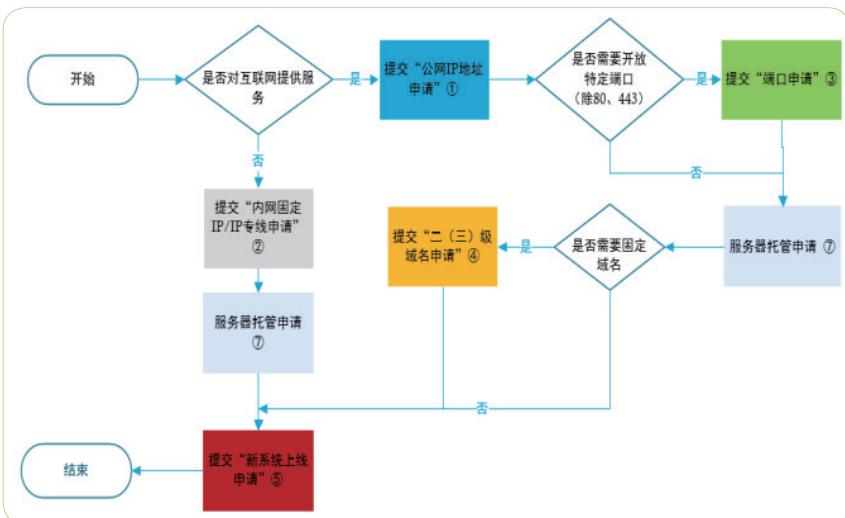 开始
是否对互联网提供服
务
是
提交“公网IP地址
申请”①
是否需要开放
特定端口
（除80、443）
是
提交“端口申请”③
否
否
提交“内网固定
IP/IP专线申请”
②
提交“二（三）级
域名申请”④
是
是否需要固定
域名
服务器托管申请 ⑦
服务器托管申请
⑦
否
提交“新系统上线
申请”⑤
结束